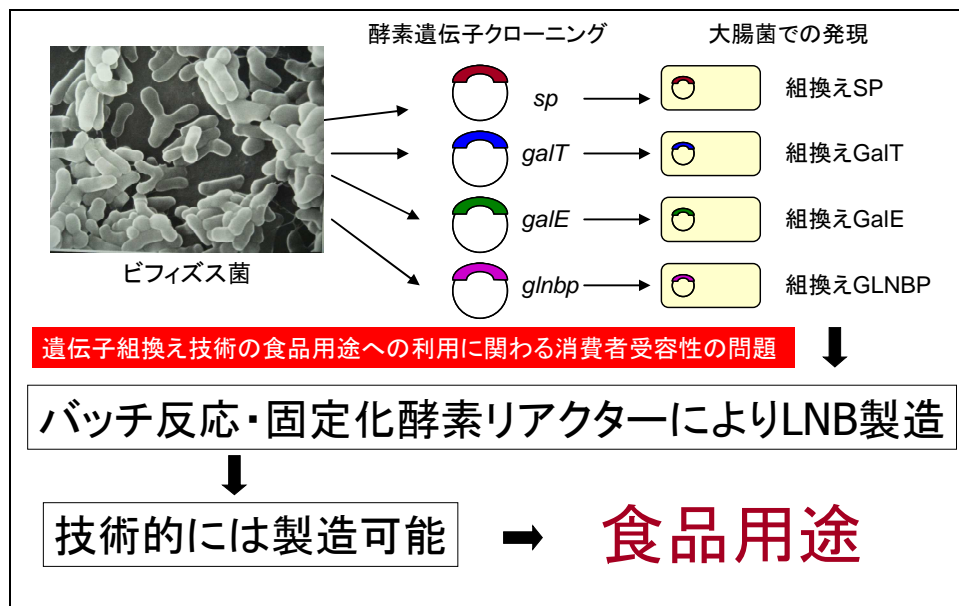 酵素遺伝子クローニング
大腸菌での発現
sp
組換えSP
galT
組換えGalT
galE
組換えGalE
glnbp
組換えGLNBP
ビフィズス菌
遺伝子組換え技術の食品用途への利用に関わる消費者受容性の問題
バッチ反応・固定化酵素リアクターによりLNB製造
技術的には製造可能
食品用途